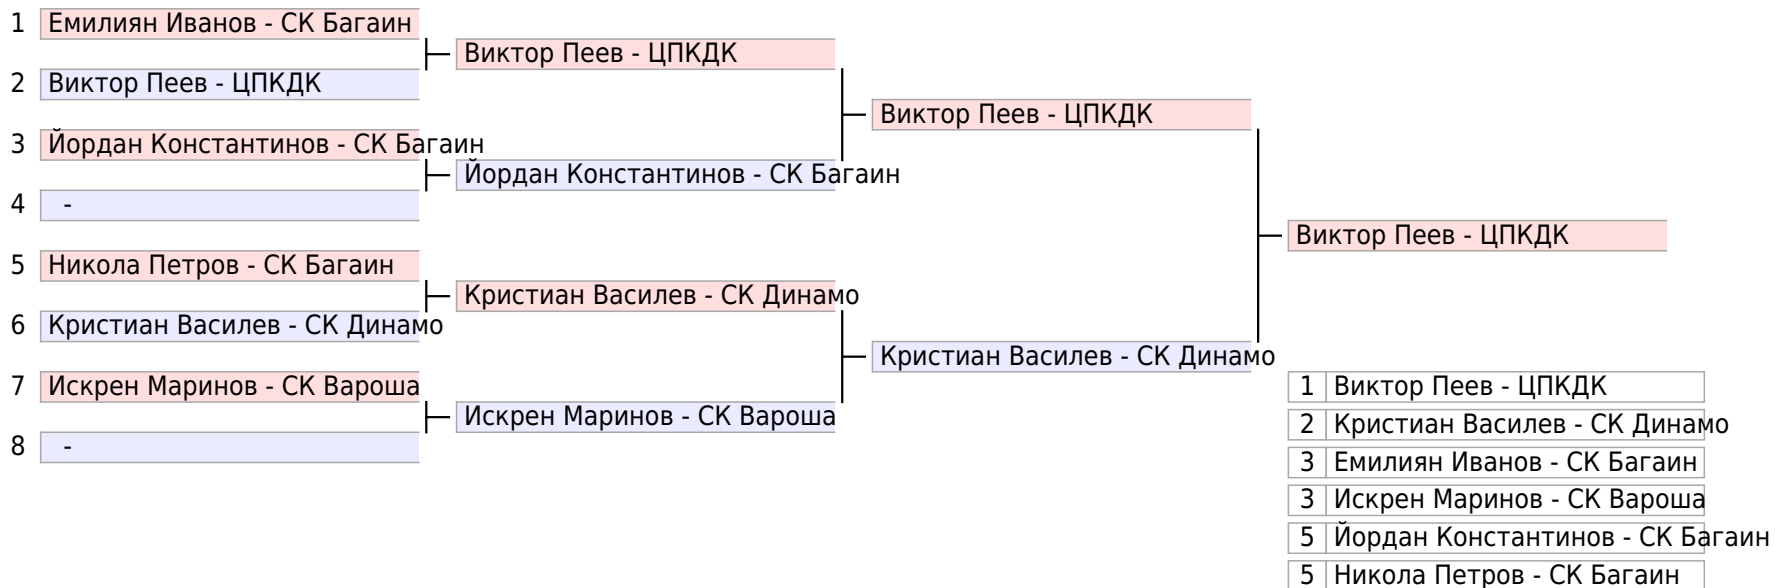 1 Емилиян Иванов - СК Багаин
2 Виктор Пеев - ЦПКДК
3 Йордан Константинов - СК Багаин
4 -
5 Никола Петров - СК Багаин
6 Кристиан Василев - СК Динамо
7 Искрен Маринов - СК Вароша
8 -
Виктор Пеев - ЦПКДК
Йордан Константинов - СК Багаин
Кристиан Василев - СК Динамо
Искрен Маринов - СК Вароша
Виктор Пеев - ЦПКДК
Кристиан Василев - СК Динамо
Виктор Пеев - ЦПКДК
1 Виктор Пеев - ЦПКДК
2 Кристиан Василев - СК Динамо
3 Емилиян Иванов - СК Багаин
3 Искрен Маринов - СК Вароша
5 Йордан Константинов - СК Багаин
5 Никола Петров - СК Багаин